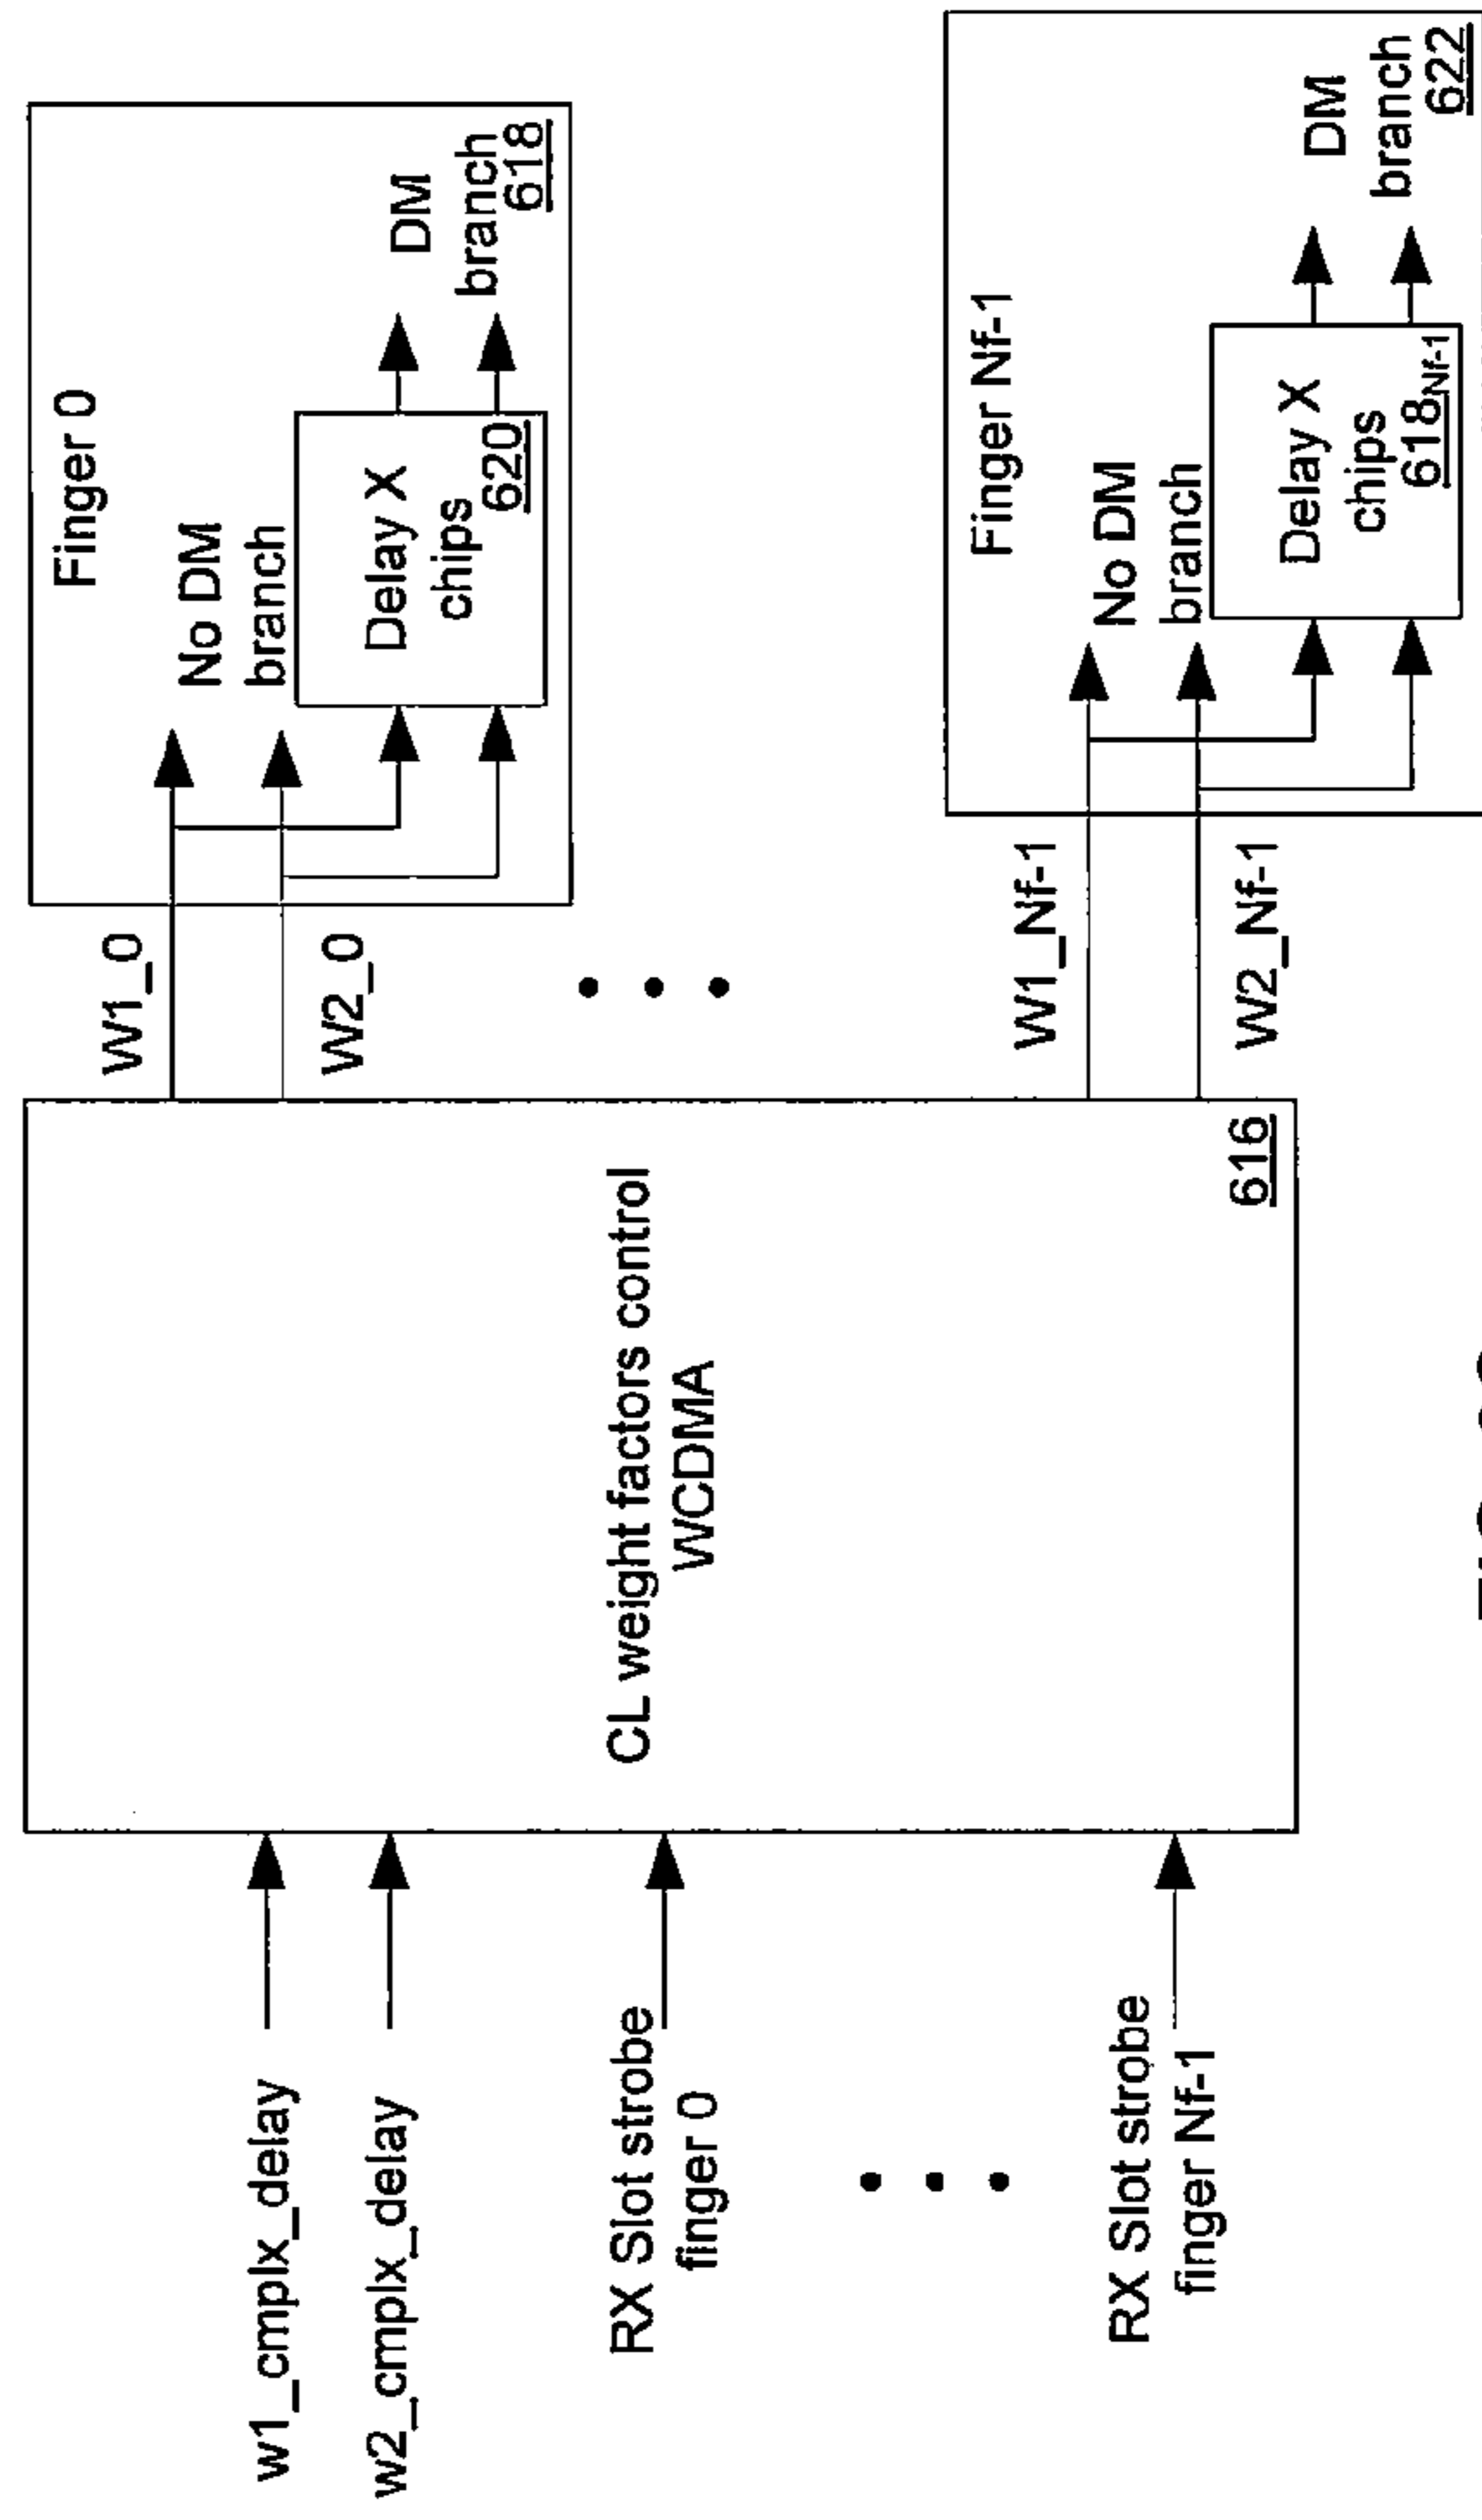 w1_cmplx_delay
w2_cmplx_delay
RX Slot strobe
finger 0
RX Slot strobe
finger Nf-1
CL weight factors control
WCDMA
616
W1_0
W2_0
W1_Nf-1
W2_Nf-1
Finger 0
No DM
branch
Delay X
chips
620
DM
branch
618
Finger Nf-1
No DM
branch
Delay X
chips
618Nf-1
DM
branch
622